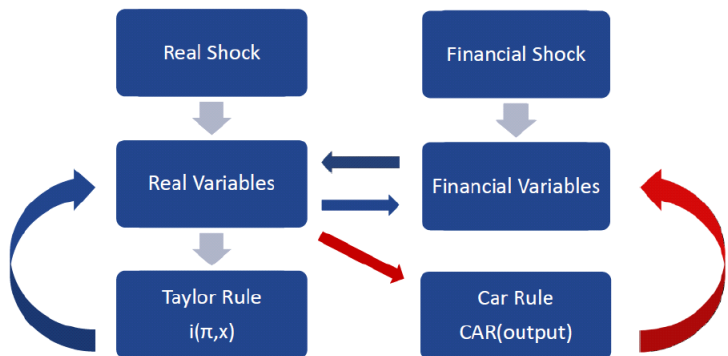 Real Shock
Financial Shock
Real Variables
Financial Variables
Taylor Rule
i(π,x)
Car Rule
CAR(output)